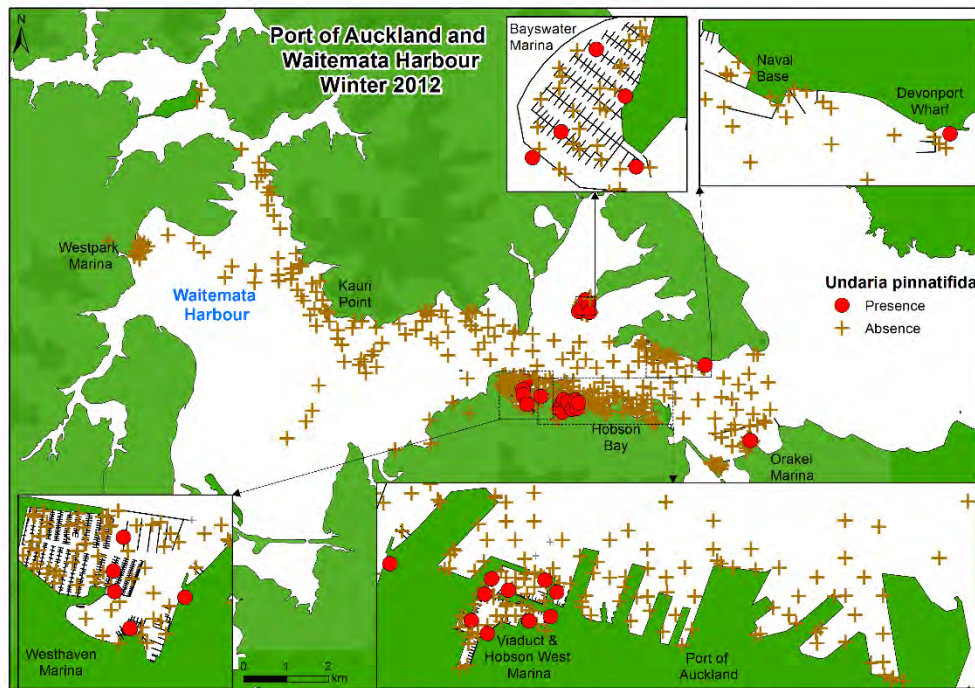 N
Port of Auckland and
Waitemata Harbour
Winter 2012
Bayswater
Marina
Naval
Base
Devonport
Wharf
Westpark
Marina
Waitemata
Harbour
Kauri
Point
Undaria pinnatifida
Presence
Absence
Hobson
Bay
Orakei
Marina
Westhaven
Marina
Viaduct &
Hobson West
Marina
Port of
Auckland
0 1 2
km